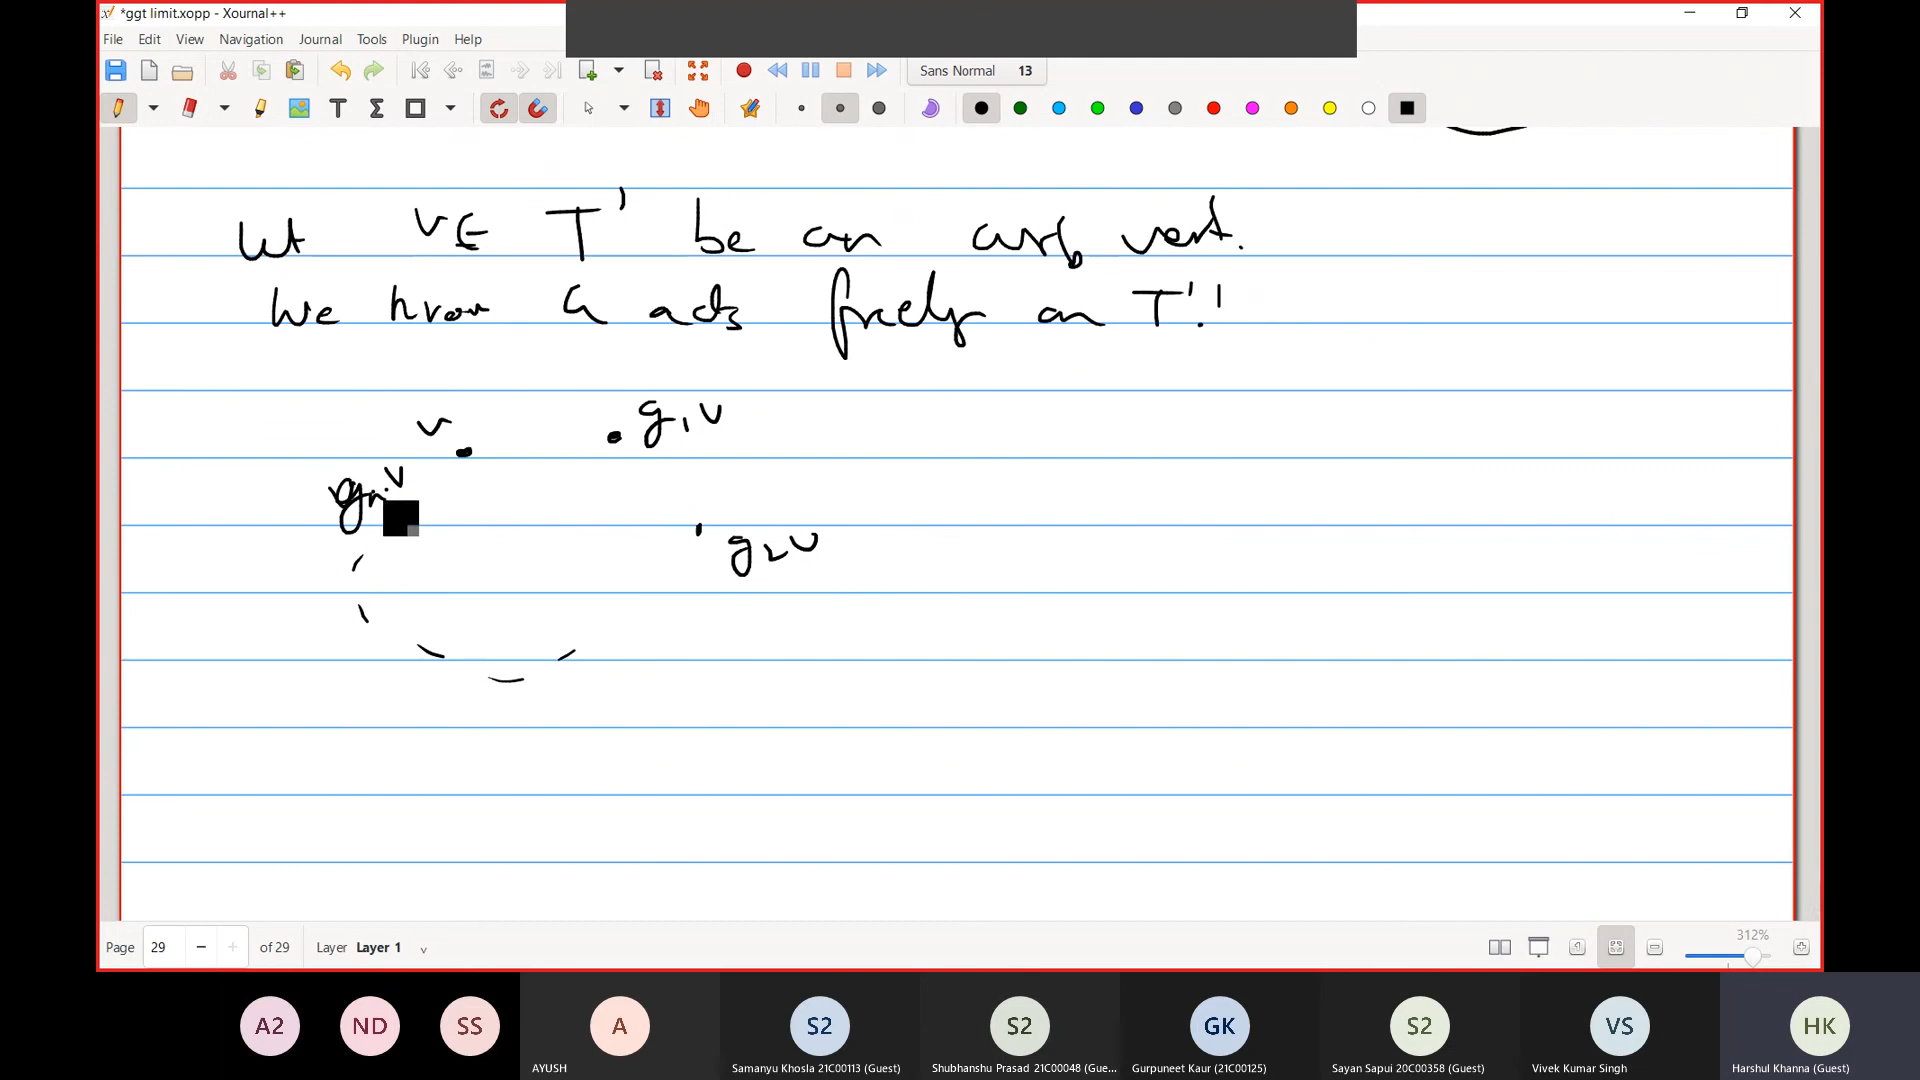 *ggt limit.xopp - Xournal++
File Edit View Navigation Journal Tools Plugin Help
Sans Normal 13
Let v ∈ T' be an arb vert.
We know G acts freely on T'!
v g₁v
gₙv
g₂v
Page 29 of 29 Layer Layer 1 312%
A2 ND SS A S2 S2 GK S2 VS HK
AYUSH Samanyu Khosla 21C00113 (Guest) Shubhanshu Prasad 21C00048 (Gue... Gurpuneet Kaur (21C00125) Sayan Sapui 20C00358 (Guest) Vivek Kumar Singh Harshul Khanna (Guest)